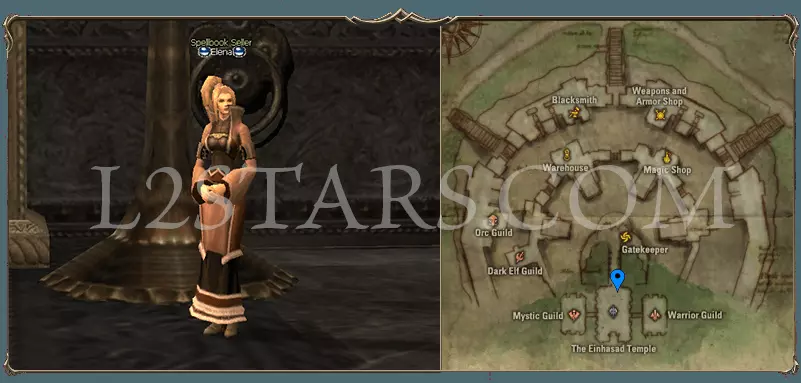 Spellbook Seller
Elena
L2STARS.COM
Blacksmith
Weapons and
Armor Shop
Warehouse
Magic Shop
Orc Guild
Gatekeeper
Dark Elf Guild
Mystic Guild
Warrior Guild
The Einhasad Temple